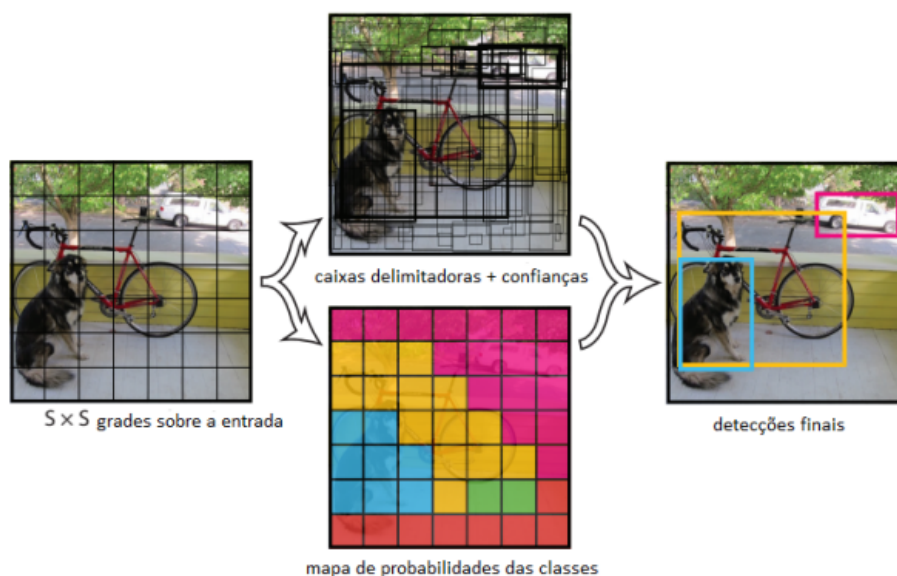 caixas delimitadoras + confianças
S × S grades sobre a entrada
detecções finais
mapa de probabilidades das classes